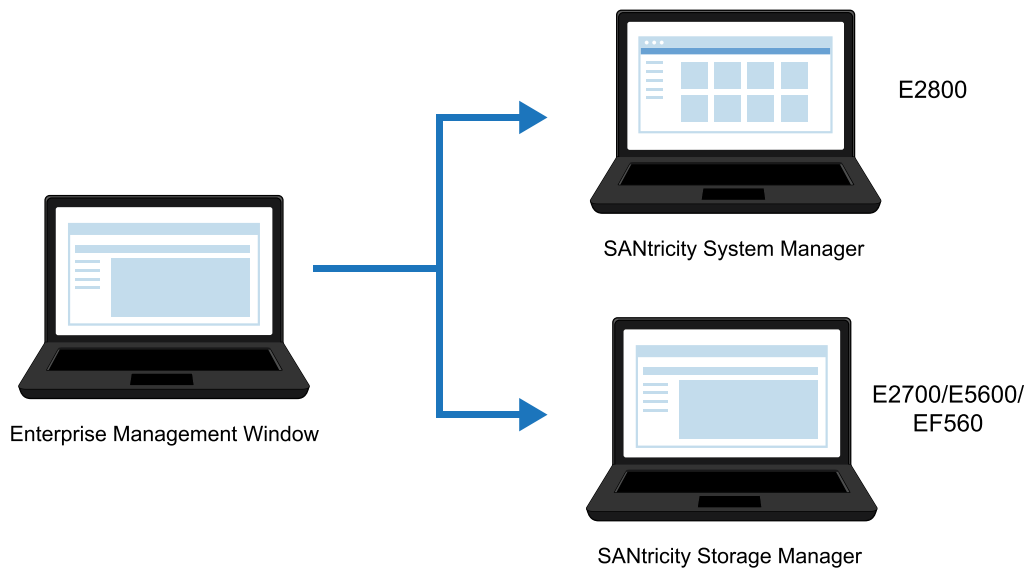 E2800
SANtricity System Manager
Enterprise Management Window
E2700/E5600/
EF560
SANtricity Storage Manager